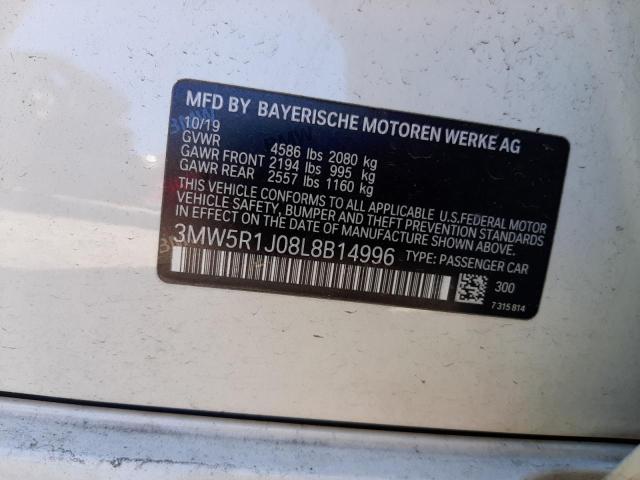 MFD BY BAYERISCHE MOTOREN WERKE AG
10/19
GVWR 4586 lbs 2080 kg
GAWR FRONT 2194 lbs 995 kg
GAWR REAR 2557 lbs 1160 kg
THIS VEHICLE CONFORMS TO ALL APPLICABLE U.S.FEDERAL MOTOR
VEHICLE SAFETY, BUMPER AND THEFT PREVENTION STANDARDS
IN EFFECT ON THE DATE OF MANUFACTURE SHOWN ABOVE.
3MW5R1J08L8B14996 TYPE: PASSENGER CAR
300
7 315 814